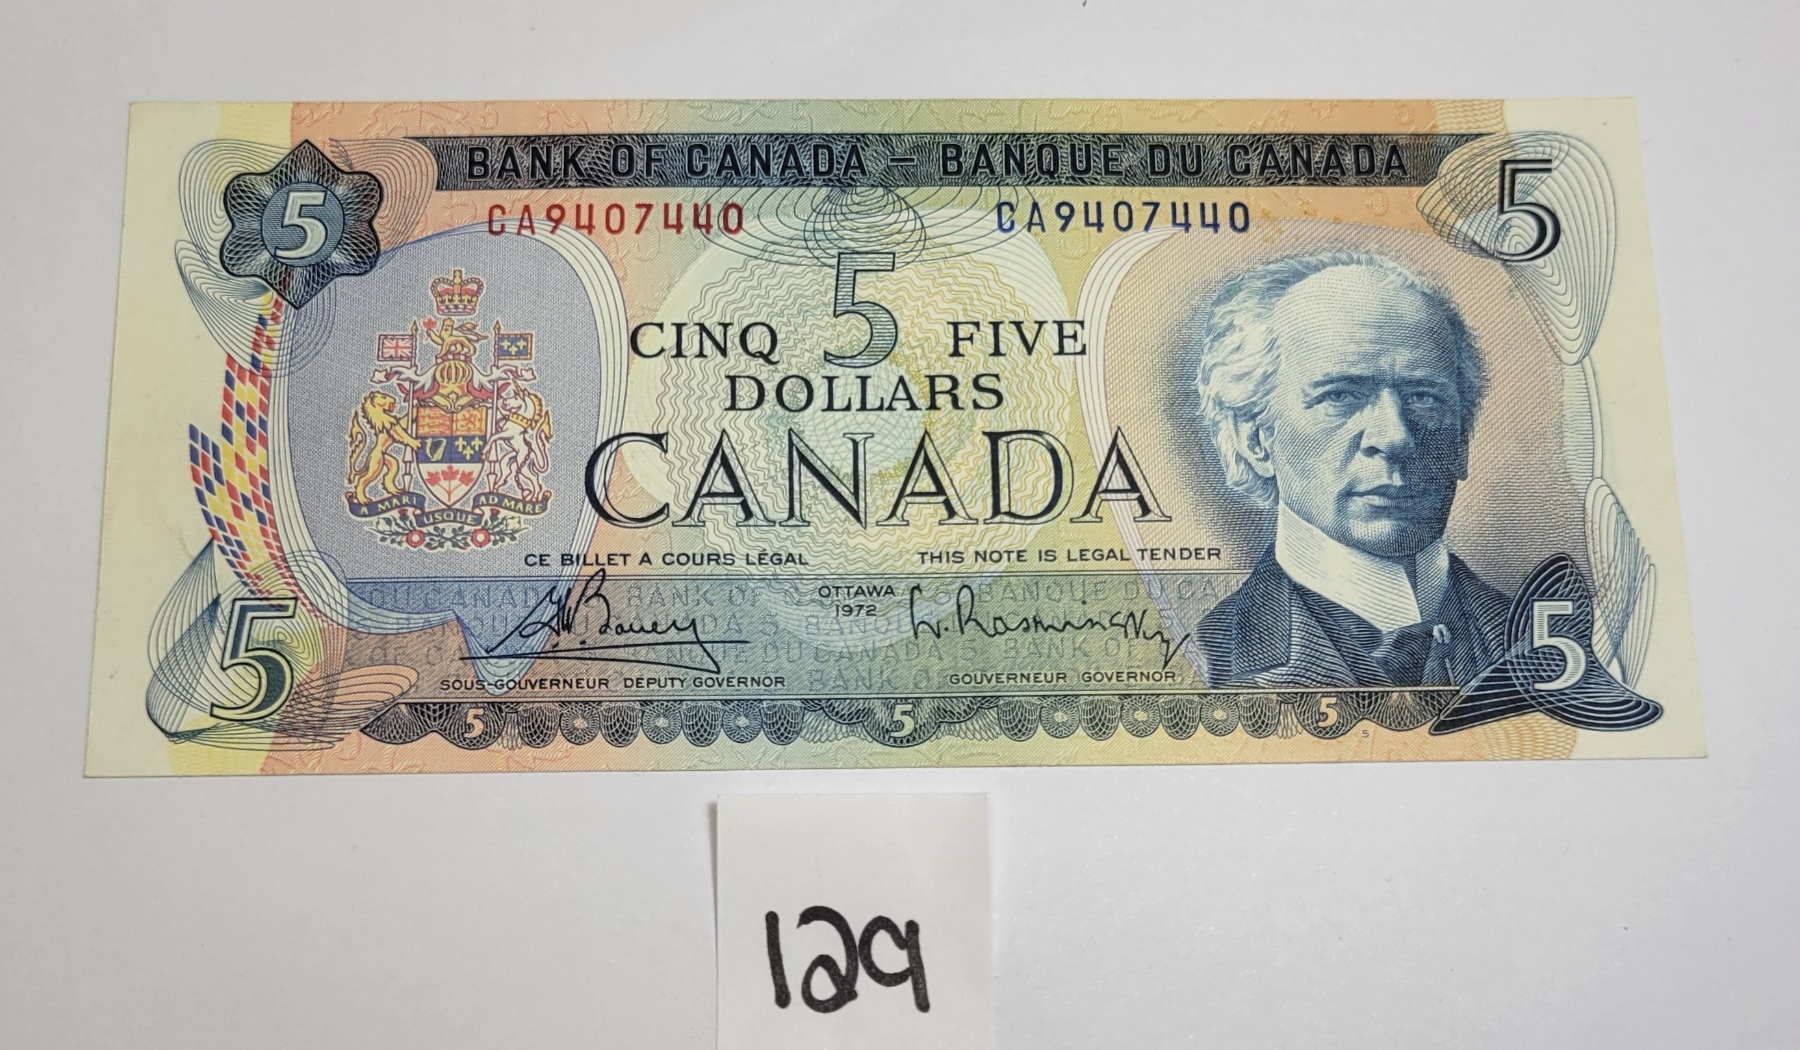 BANK OF CANADA – BANQUE DU CANADA
5
5
CA9407440 CA9407440
5
CINQ FIVE
DOLLARS
CANADA
A MARI USQUE AD MARE
CE BILLET A COURS LÉGAL THIS NOTE IS LEGAL TENDER
OTTAWA
1972
G.W. Bouey L. Rasminsky
SOUS-GOUVERNEUR DEPUTY GOVERNOR GOUVERNEUR GOVERNOR
5 5
5 5 5
S
129